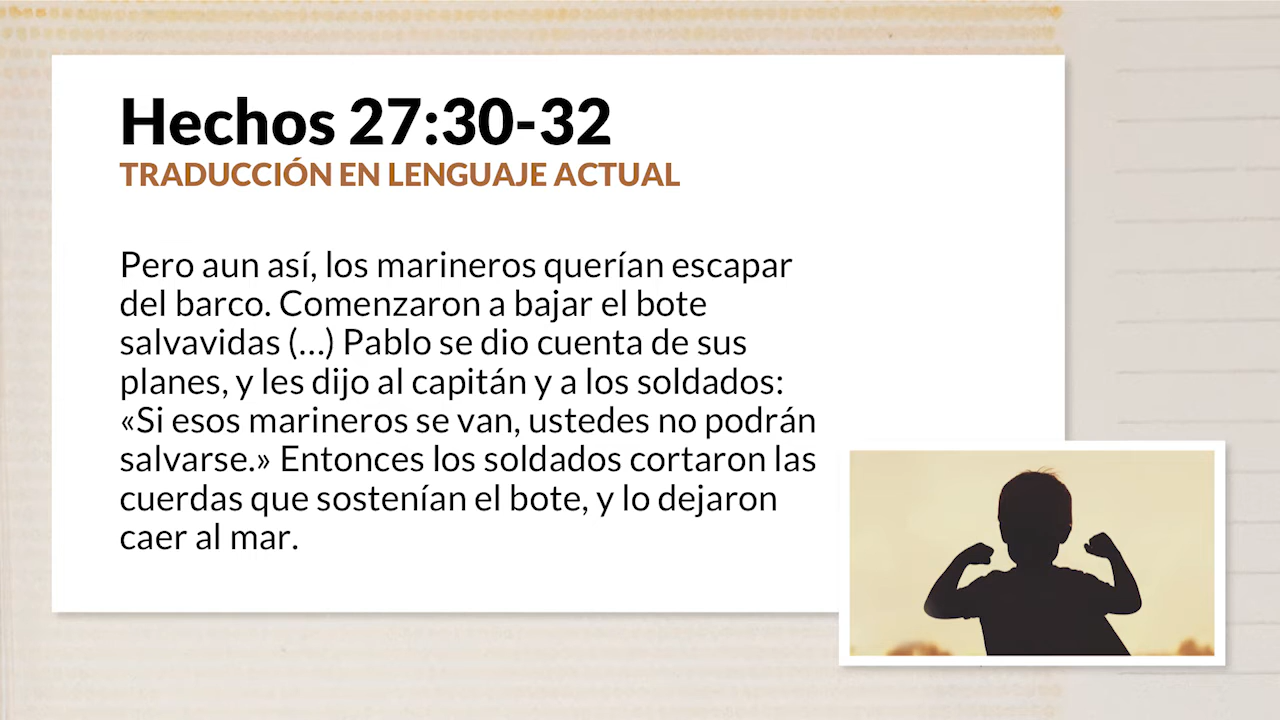 Hechos 27:30-32
TRADUCCIÓN EN LENGUAJE ACTUAL
Pero aun así, los marineros querían escapar
del barco. Comenzaron a bajar el bote
salvavidas (...) Pablo se dio cuenta de sus
planes, y les dijo al capitán y a los soldados:
«Si esos marineros se van, ustedes no podrán
salvarse.» Entonces los soldados cortaron las
cuerdas que sostenían el bote, y lo dejaron
caer al mar.